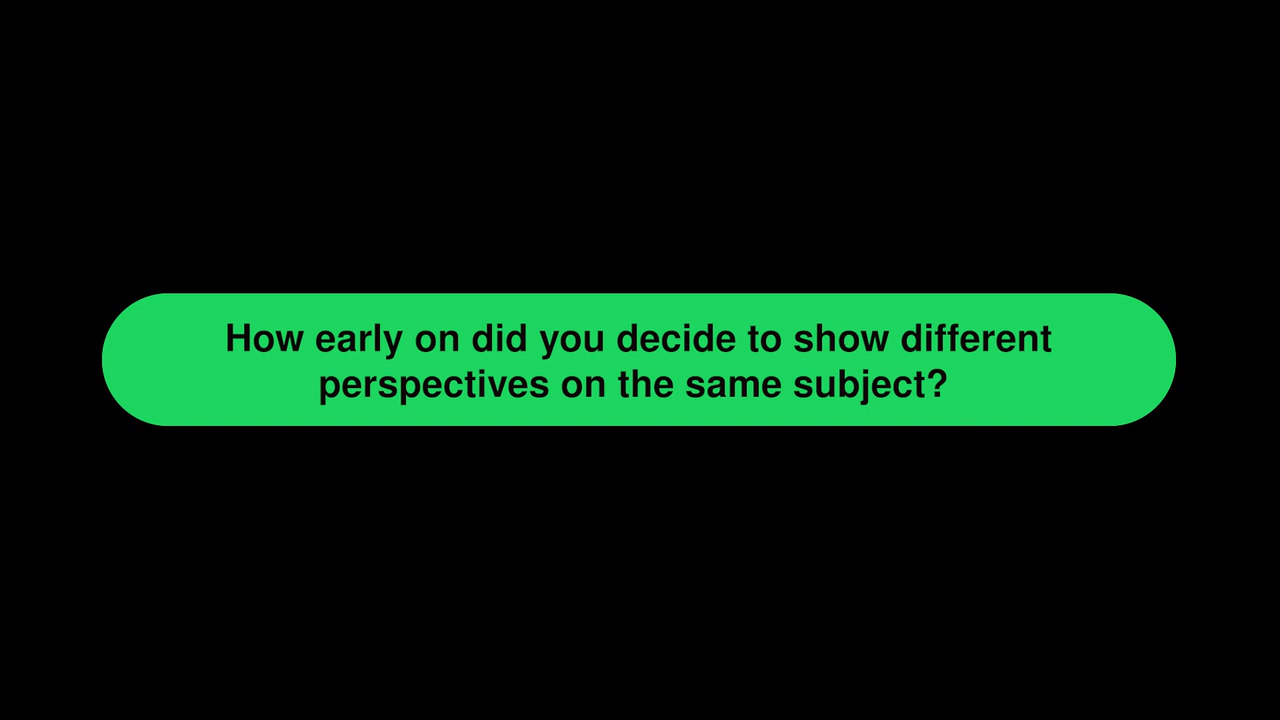 How early on did you decide to show different
perspectives on the same subject?